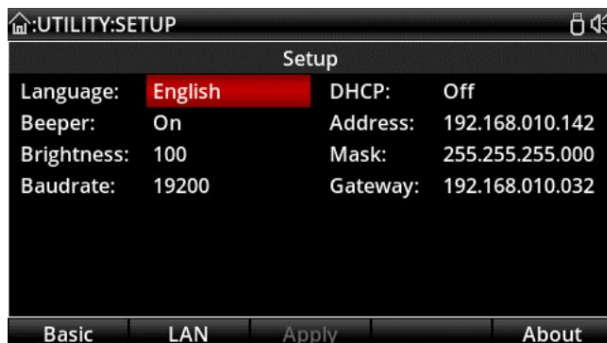 :UTILITY:SETUP
Setup
Language: English DHCP: Off
Beeper: On Address: 192.168.010.142
Brightness: 100 Mask: 255.255.255.000
Baudrate: 19200 Gateway: 192.168.010.032
Basic LAN Apply About